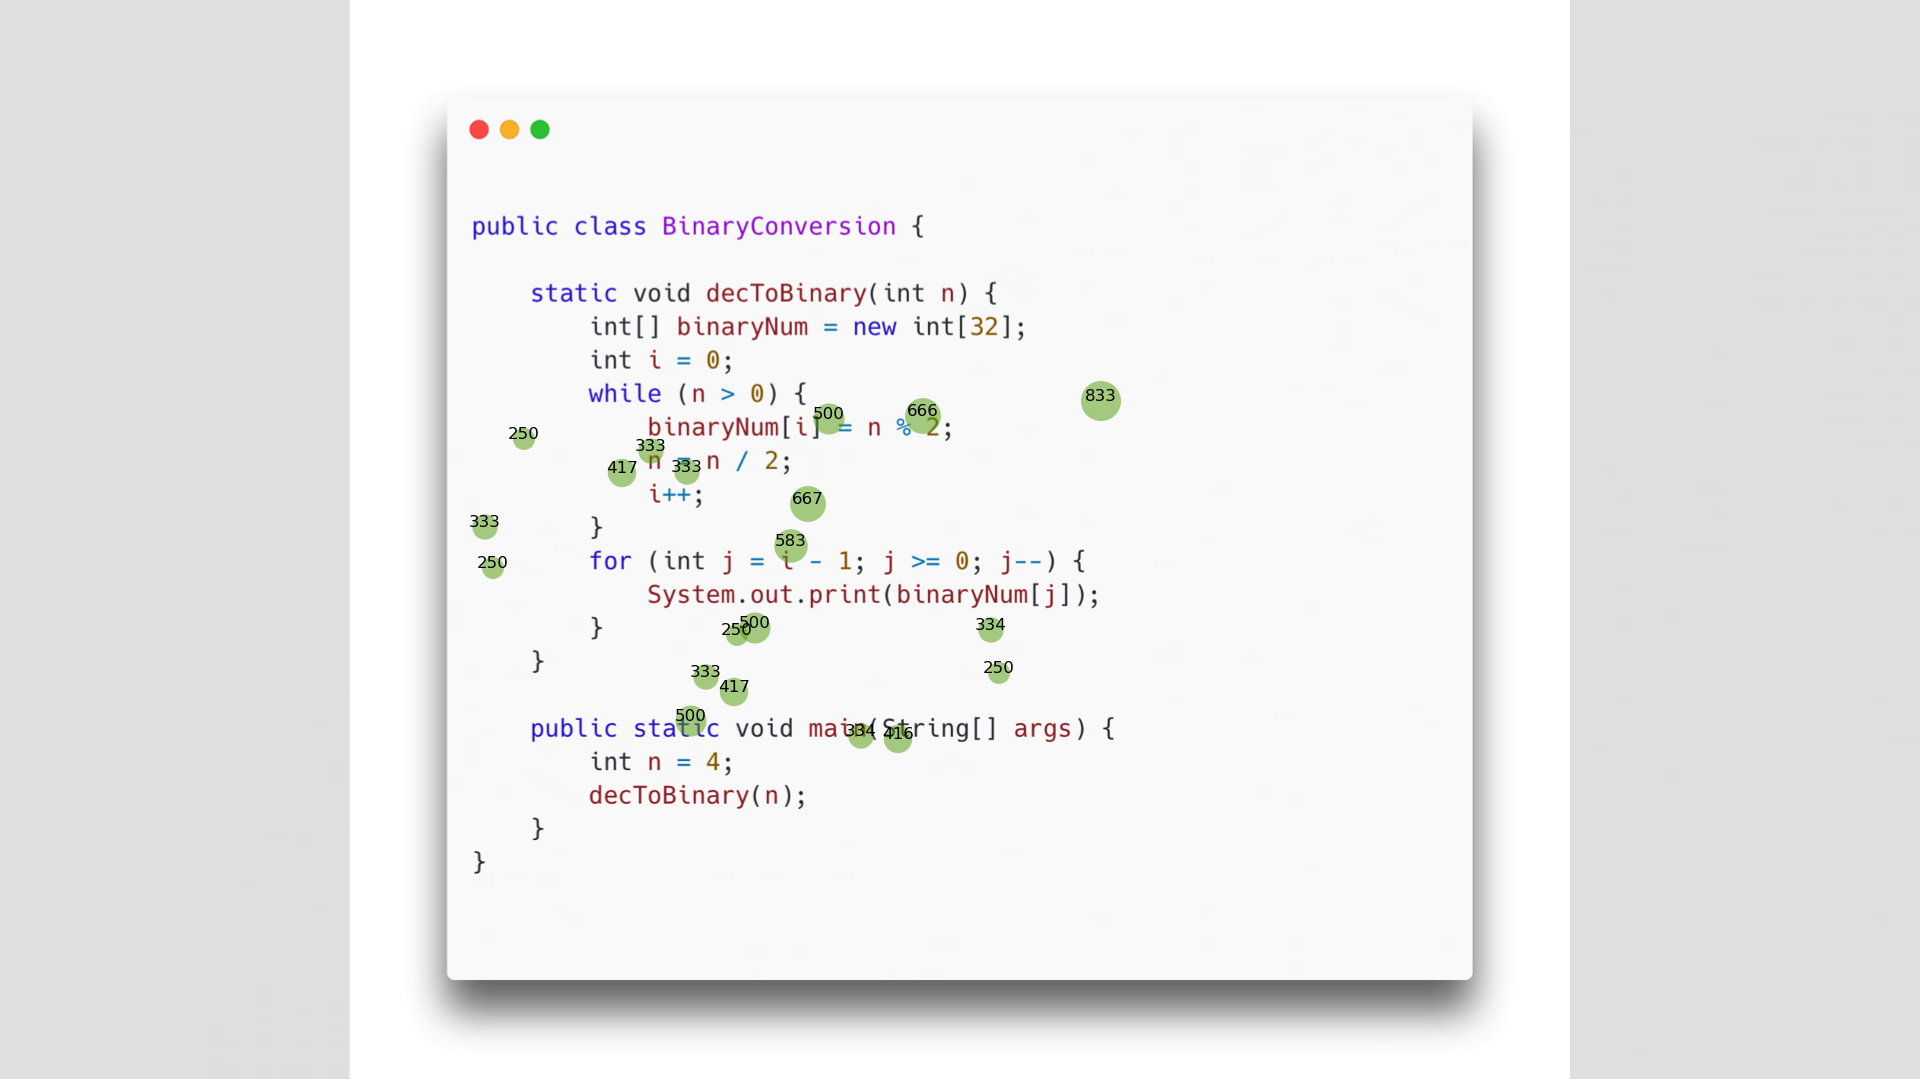 public class BinaryConversion {
static void decToBinary(int n) {
int[] binaryNum = new int[32];
int i = 0;
while (n > 0) {
833
binaryNum[i] = n % 2;
500
666
250
333
n = n / 2;
417
333
i++;
667
333
}
583
for (int j = i - 1; j >= 0; j--) {
250
System.out.print(binaryNum[j]);
}
250
500
334
}
333
250
417
500
public static void main(String[] args) {
334
416
int n = 4;
decToBinary(n);
}
}